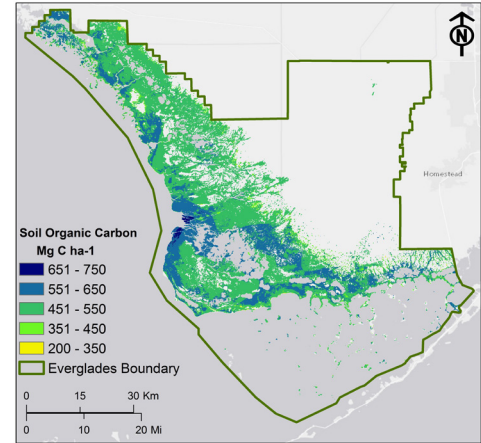 N
Homestead
Soil Organic Carbon
Mg C ha-1
651 - 750
551 - 650
451 - 550
351 - 450
200 - 350
Everglades Boundary
0 15 30 Km
0 10 20 Mi